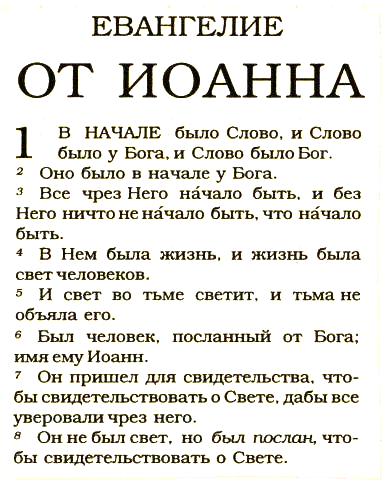 ЕВАНГЕЛИЕ
ОТ ИОАННА
1 В НАЧАЛЕ было Слово, и Слово
было у Бога, и Слово было Бог.
2 Оно было в начале у Бога.
3 Все чрез Него на́чало быть, и без
Него ничто не на́чало быть, что на́чало
быть.
4 В Нем была жизнь, и жизнь была
свет человеков.
5 И свет во тьме светит, и тьма не
объяла его.
6 Был человек, посланный от Бога;
имя ему Иоанн.
7 Он пришел для свидетельства, что-
бы свидетельствовать о Свете, дабы все
уверовали чрез него.
8 Он не был свет, но был послан, что-
бы свидетельствовать о Свете.